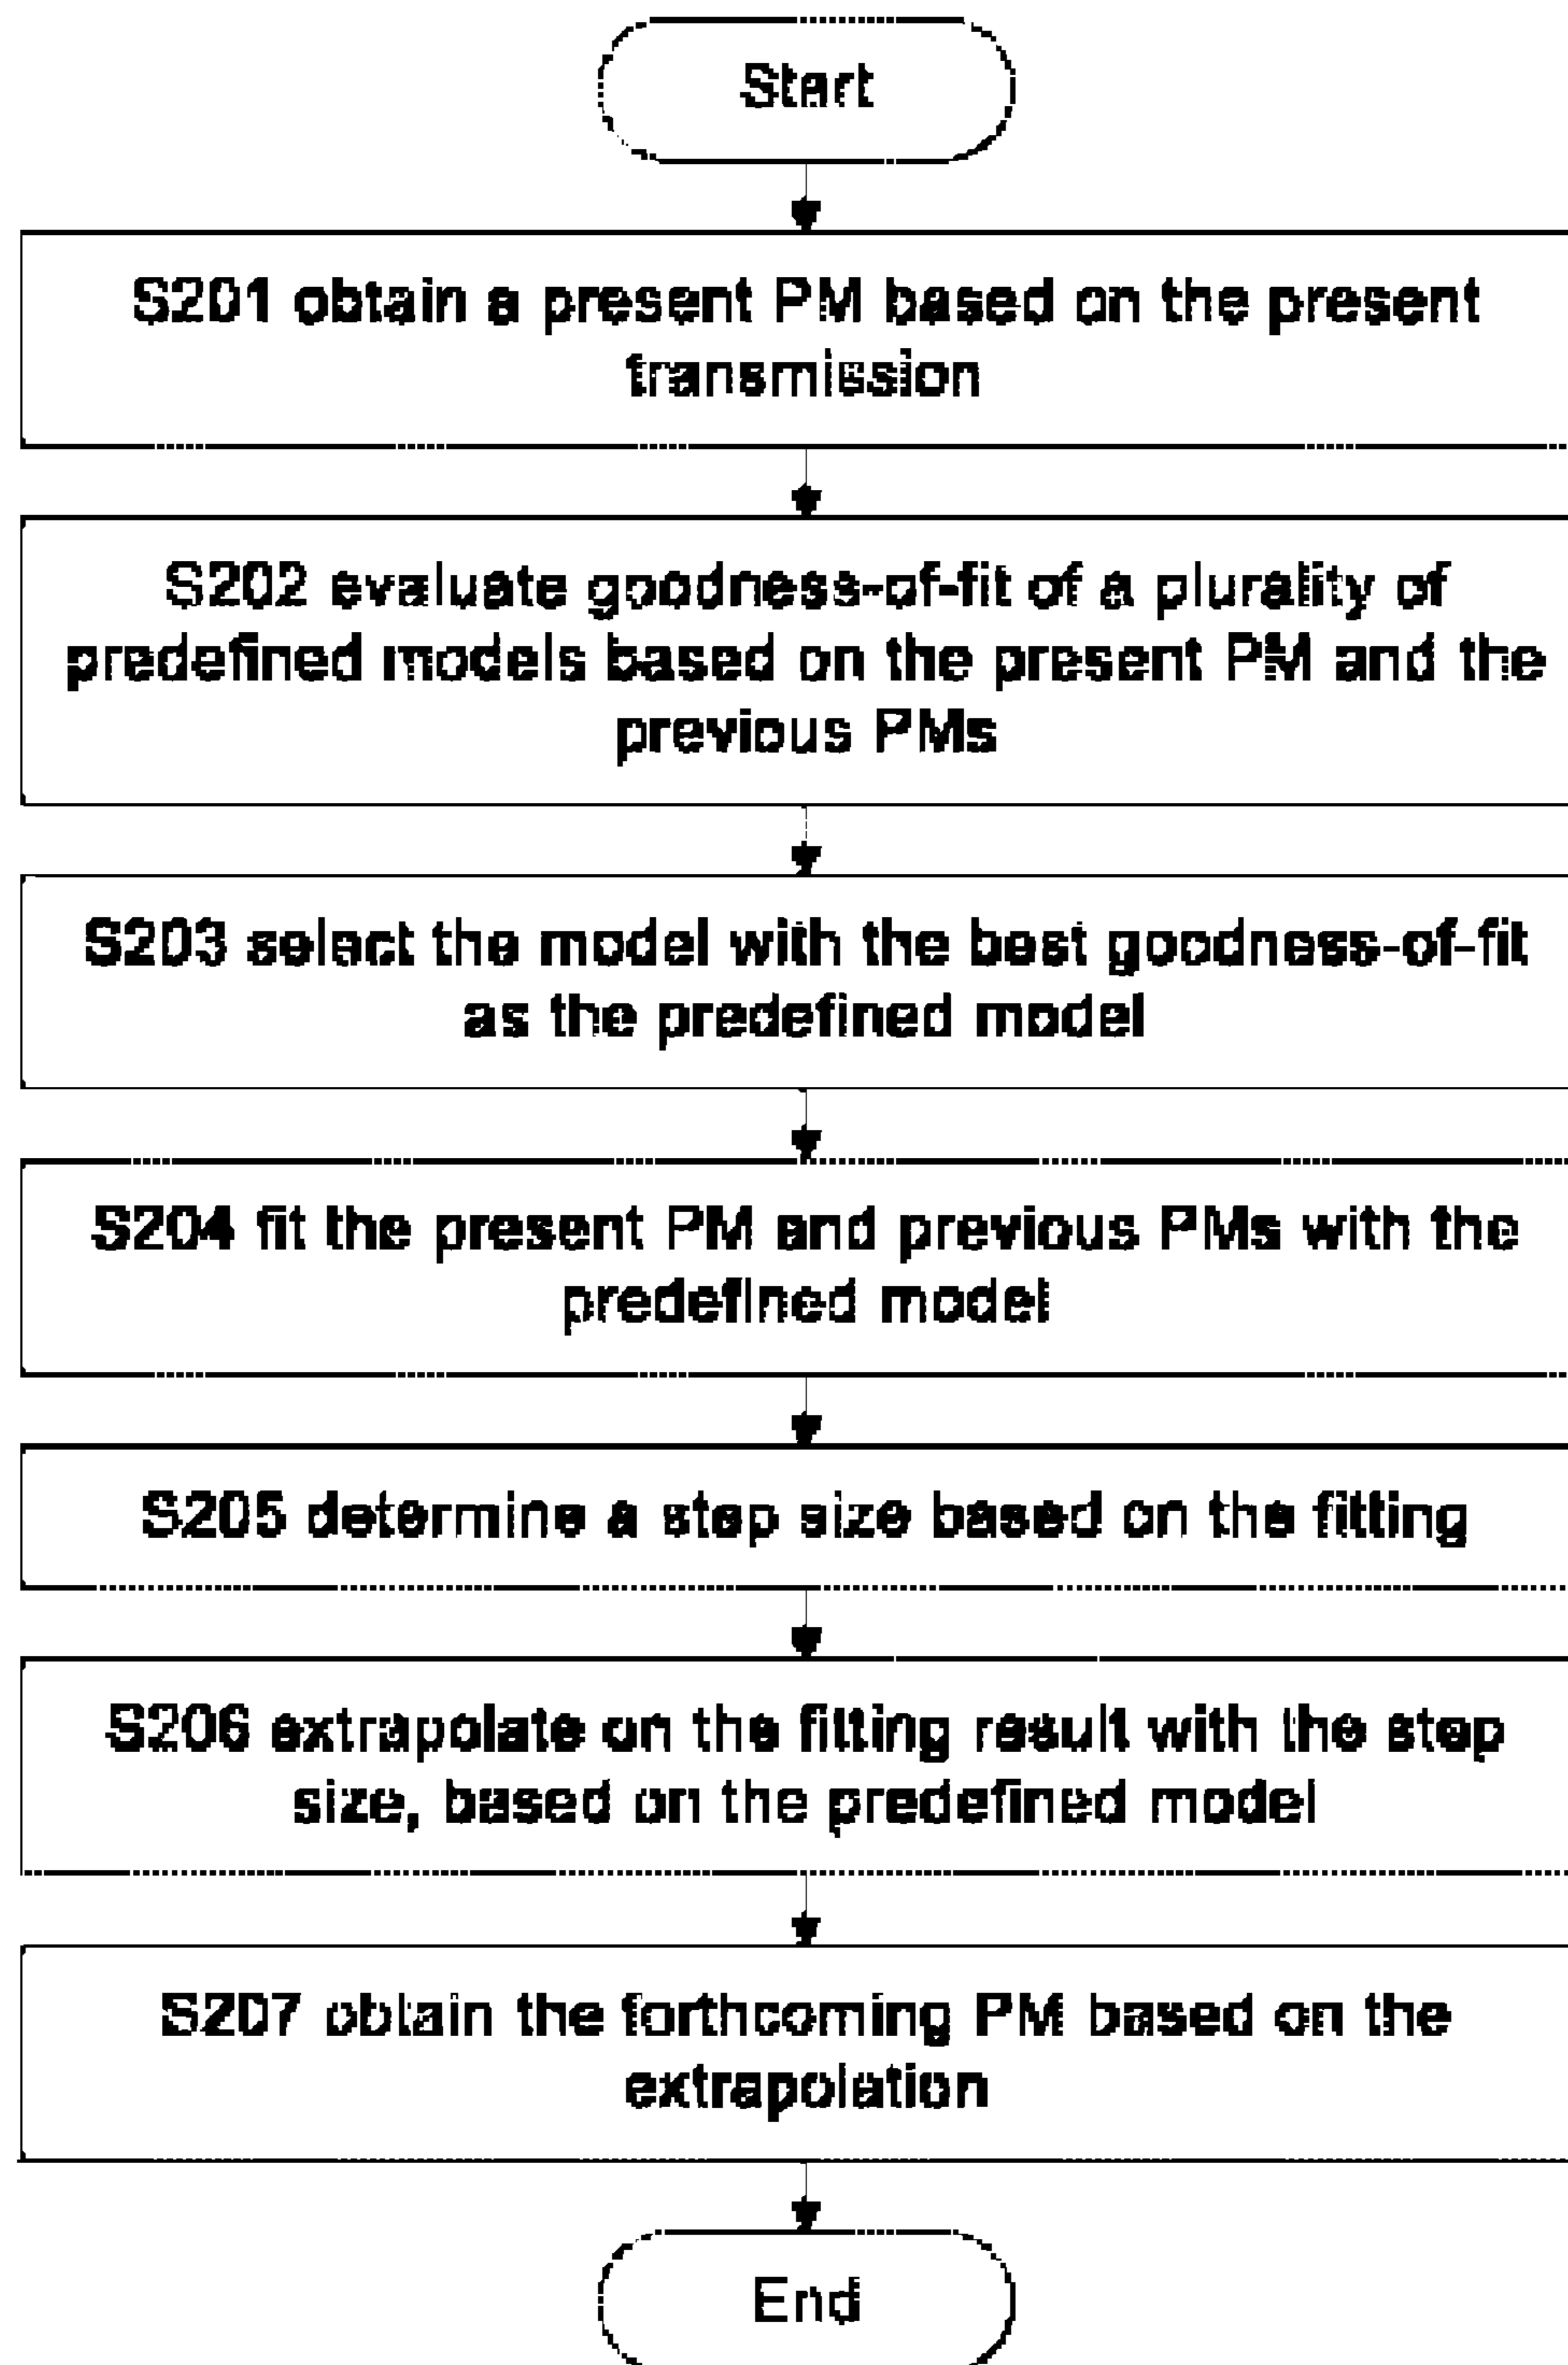 Start
S201 obtain a present PM based on the present
transmission
S202 evaluate goodness-of-fit of a plurality of
predefined models based on the present PM and the
previous PMs
S203 select the model with the best goodness-of-fit
as the predefined model
S204 fit the present PM and previous PMs with the
predefined model
S205 determine a step size based on the fitting
S206 extrapolate on the fitting result with the step
size, based on the predefined model
S207 obtain the forthcoming PM based on the
extrapolation
End